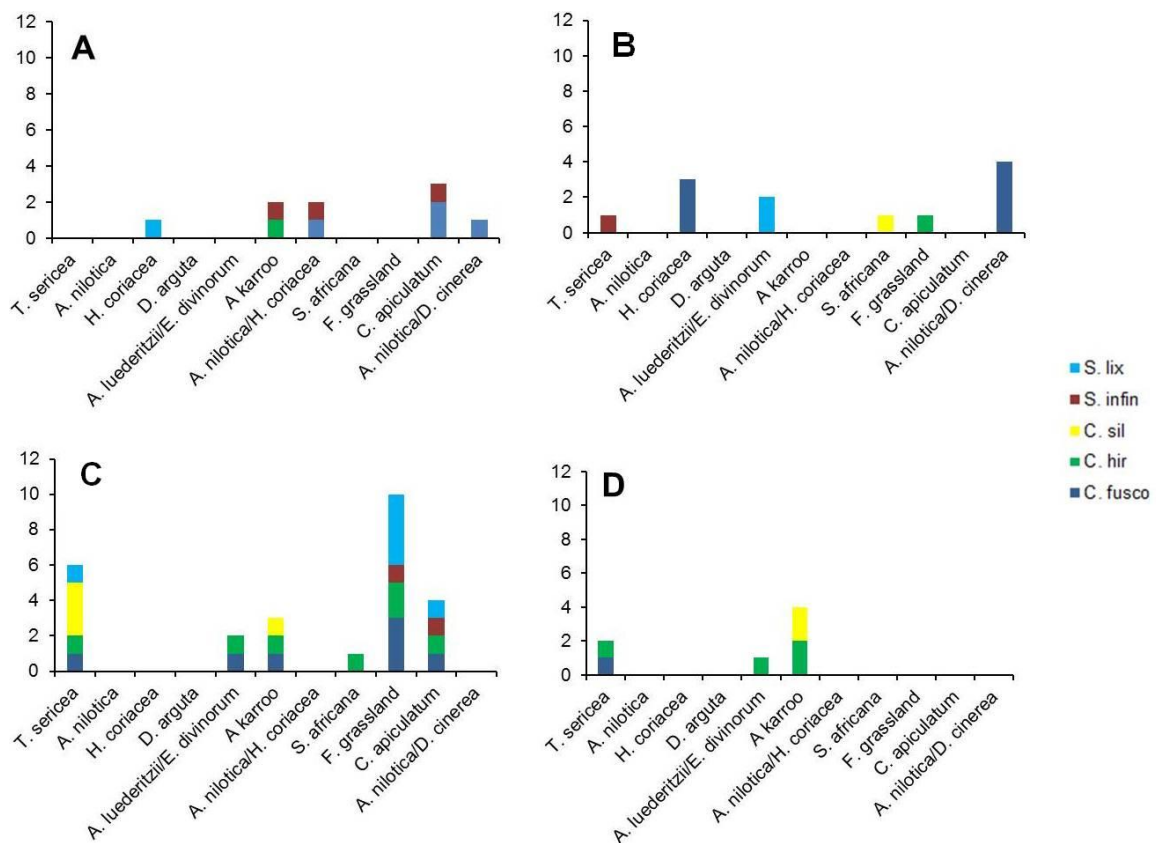 A
12
10
8
6
4
2
0
T. sericea
A. nilotica
H. coriacea
D. arguta
A. luederitzii/E. divinorum
A karroo
A. nilotica/H. coriacea
S. africana
F. grassland
C. apiculatum
A. nilotica/D. cinerea
B
12
10
8
6
4
2
0
T. sericea
A. nilotica
H. coriacea
D. arguta
A. luederitzii/E. divinorum
A karroo
A. nilotica/H. coriacea
S. africana
F. grassland
C. apiculatum
A. nilotica/D. cinerea
S. lix
S. infin
C. sil
C. hir
C. fusco
C
12
10
8
6
4
2
0
T. sericea
A. nilotica
H. coriacea
D. arguta
A. luederitzii/E. divinorum
A karroo
A. nilotica/H. coriacea
S. africana
F. grassland
C. apiculatum
A. nilotica/D. cinerea
D
12
10
8
6
4
2
0
T. sericea
A. nilotica
H. coriacea
D. arguta
A. luederitzii/E. divinorum
A karroo
A. nilotica/H. coriacea
S. africana
F. grassland
C. apiculatum
A. nilotica/D. cinerea